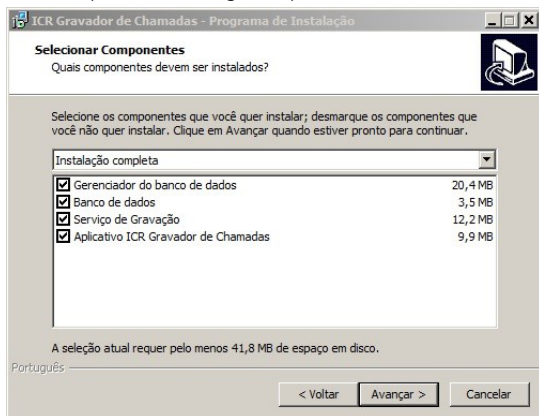 ICR Gravador de Chamadas - Programa de Instalação
Selecionar Componentes
Quais componentes devem ser instalados?
Selecione os componentes que você quer instalar; desmarque os componentes que
você não quer instalar. Clique em Avançar quando estiver pronto para continuar.
Instalação completa
Gerenciador do banco de dados 20,4 MB
Banco de dados 3,5 MB
Serviço de Gravação 12,2 MB
Aplicativo ICR Gravador de Chamadas 9,9 MB
A seleção atual requer pelo menos 41,8 MB de espaço em disco.
Português
< Voltar Avançar > Cancelar